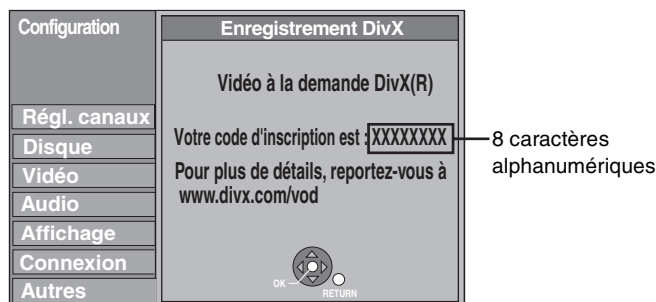 Configuration
Enregistrement DivX
Vidéo à la demande DivX(R)
Régl. canaux
Disque
Vidéo
Audio
Affichage
Connexion
Autres
Votre code d'inscription est : XXXXXXXX
Pour plus de détails, reportez-vous à
www.divx.com/vod
OK
RETURN
8 caractères
alphanumériques